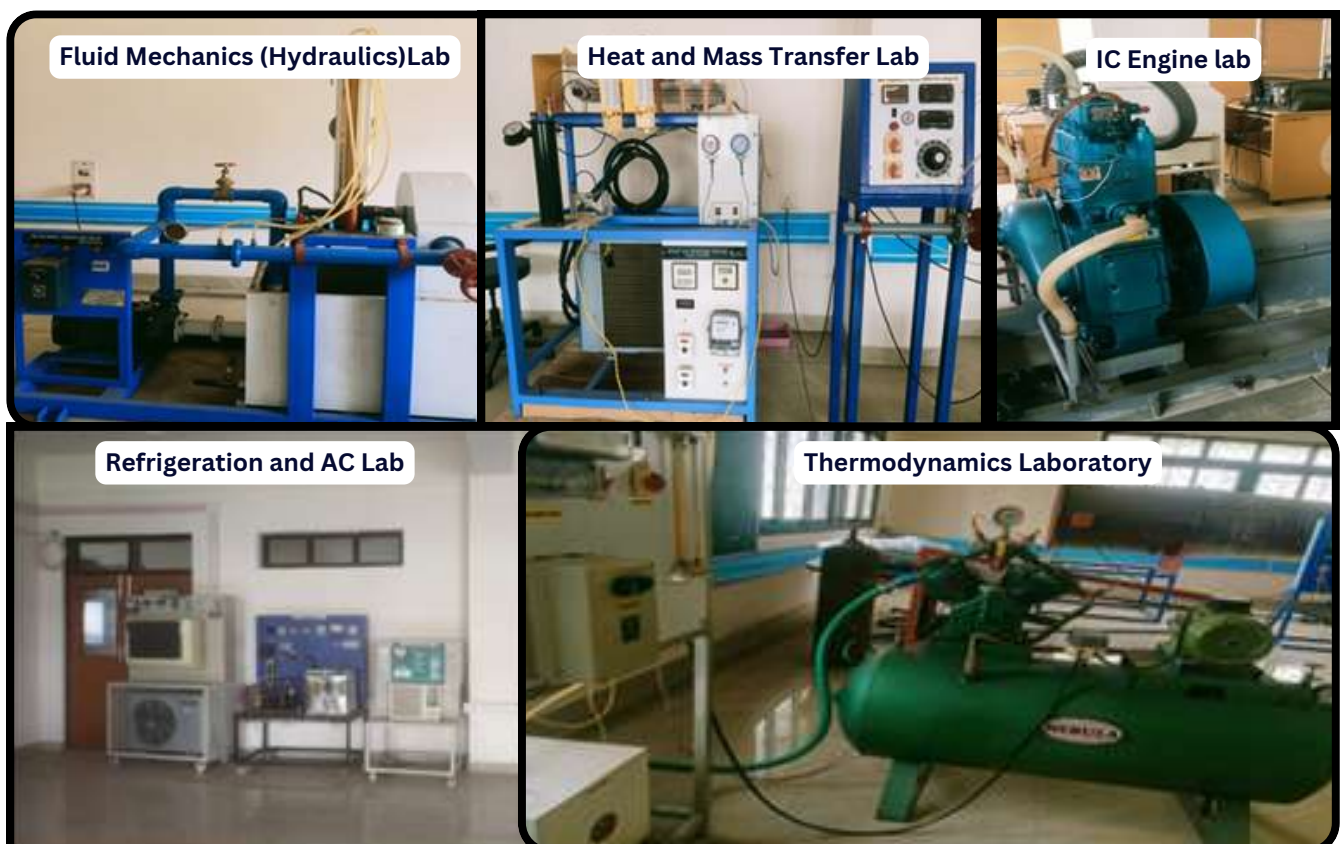 Fluid Mechanics (Hydraulics)Lab
Heat and Mass Transfer Lab
IC Engine lab
Refrigeration and AC Lab
Thermodynamics Laboratory